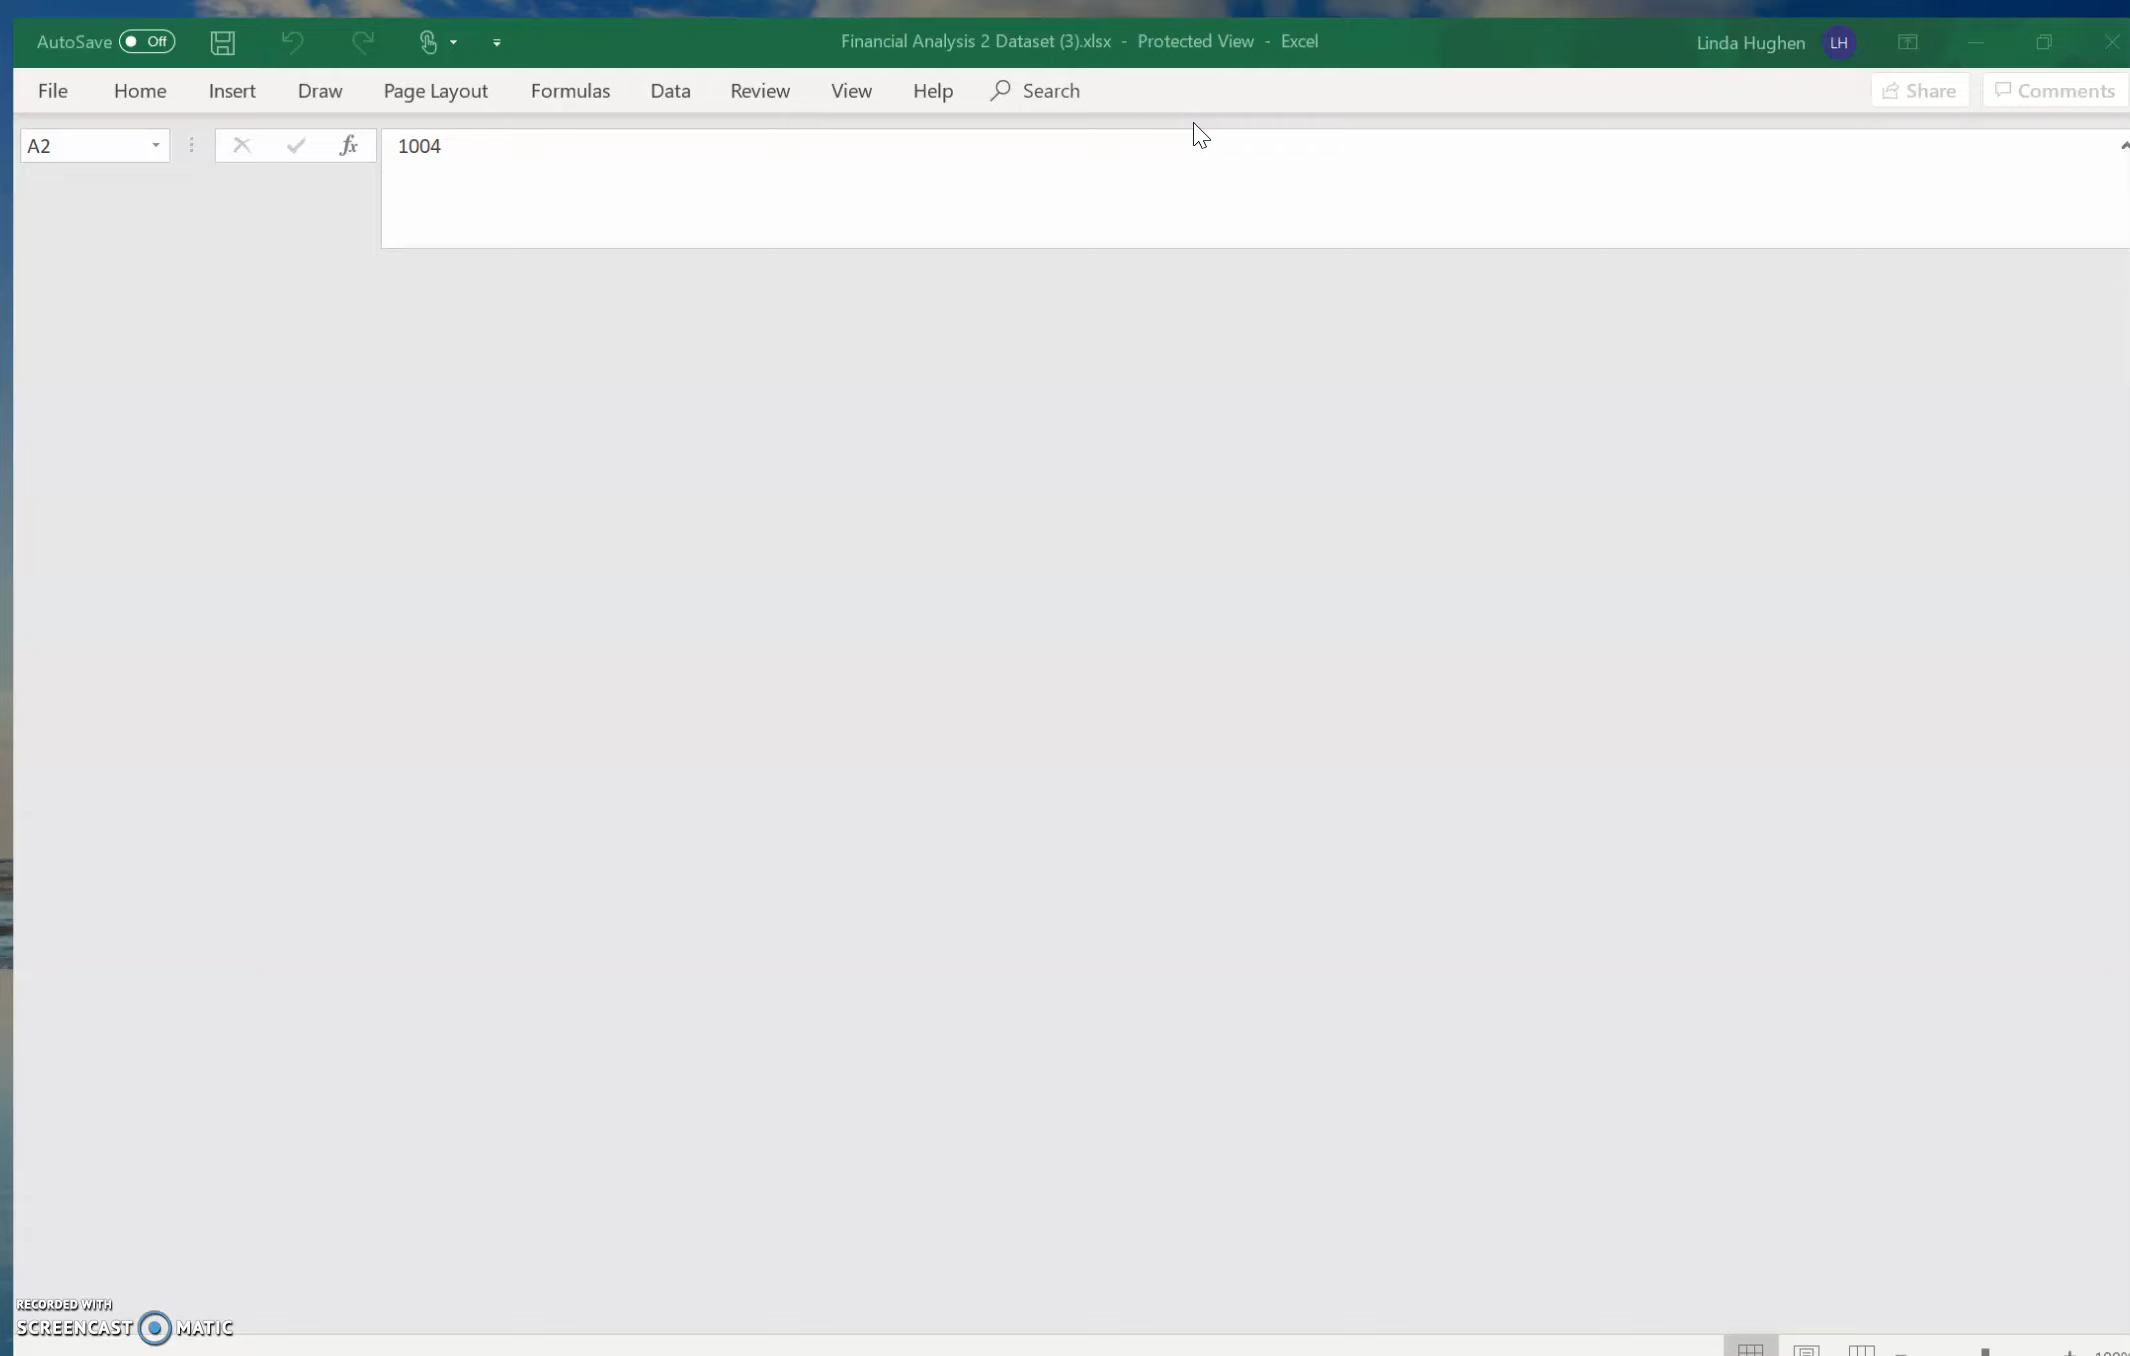 AutoSave Off Financial Analysis 2 Dataset (3).xlsx - Protected View - Excel Linda Hughen LH
File Home Insert Draw Page Layout Formulas Data Review View Help Search Share Comments
A2 fx 1004
RECORDED WITH
SCREENCAST MATIC